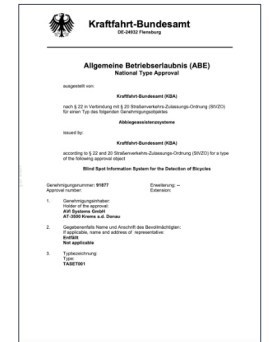 Kraftfahrt-Bundesamt
DE-24932 Flensburg
Allgemeine Betriebserlaubnis (ABE)
National Type Approval
ausgestellt von:
Kraftfahrt-Bundesamt (KBA)
nach § 22 in Verbindung mit § 20 Straßenverkehrs-Zulassungs-Ordnung (StVZO)
für einen Typ des folgenden Genehmigungsobjektes
Abbiegeassistenzsysteme
issued by:
Kraftfahrt-Bundesamt (KBA)
according to § 22 and 20 Straßenverkehrs-Zulassungs-Ordnung (StVZO) for a type
of the following approval object
Blind Spot Information System for the Detection of Bicycles
Genehmigungsnummer: 91877 Erweiterung: --
Approval number: Extension:
1. Genehmigungsinhaber:
Holder of the approval:
AVI Systems GmbH
AT-3500 Krems a.d. Donau
2. Gegebenenfalls Name und Anschrift des Bevollmächtigten:
If applicable, name and address of representative:
Entfällt
Not applicable
3. Typbezeichnung:
Type:
TASET001